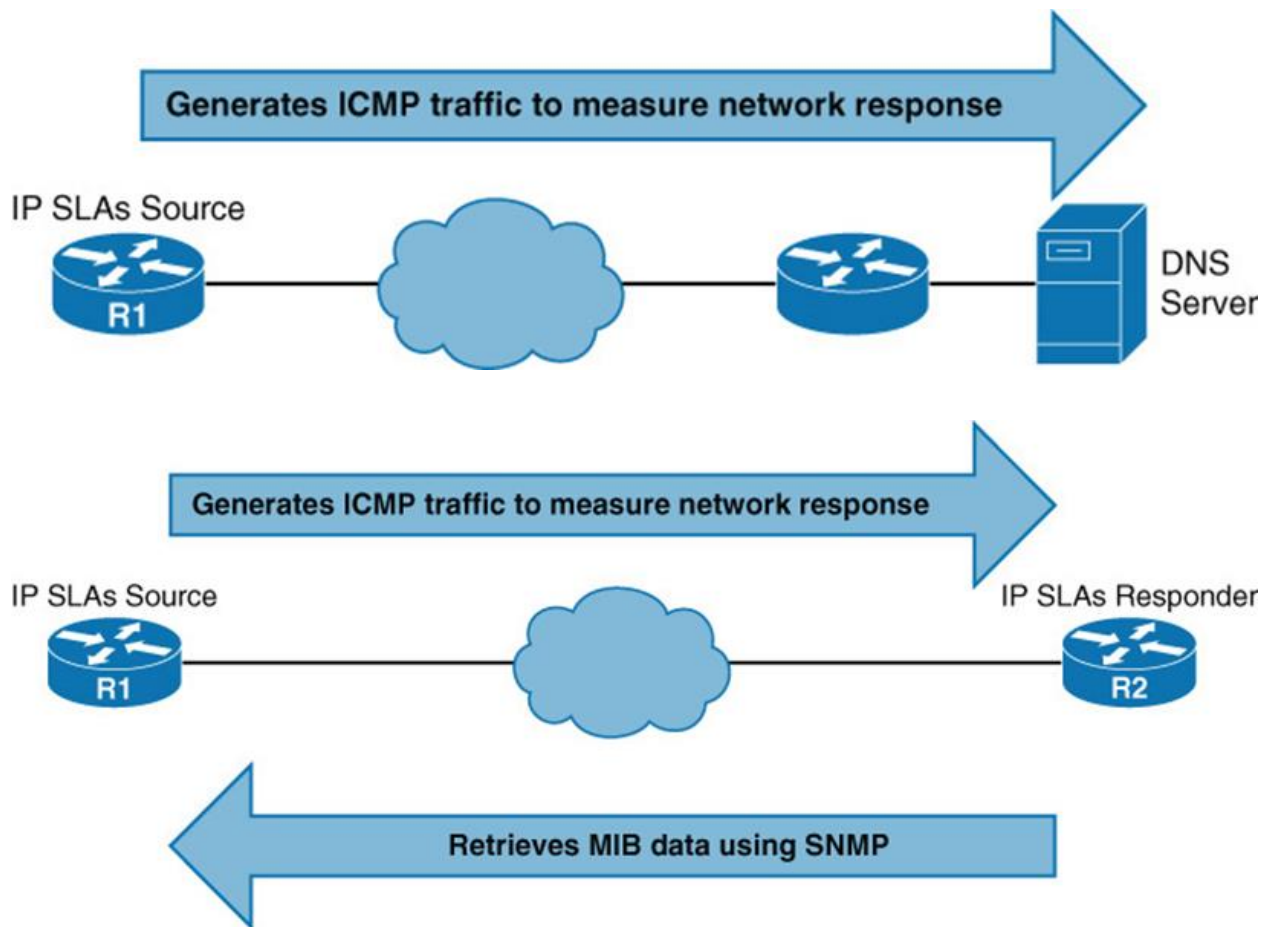 Generates ICMP traffic to measure network response
IP SLAs Source
R1
DNS
Server
Generates ICMP traffic to measure network response
IP SLAs Source
IP SLAs Responder
R1
R2
Retrieves MIB data using SNMP